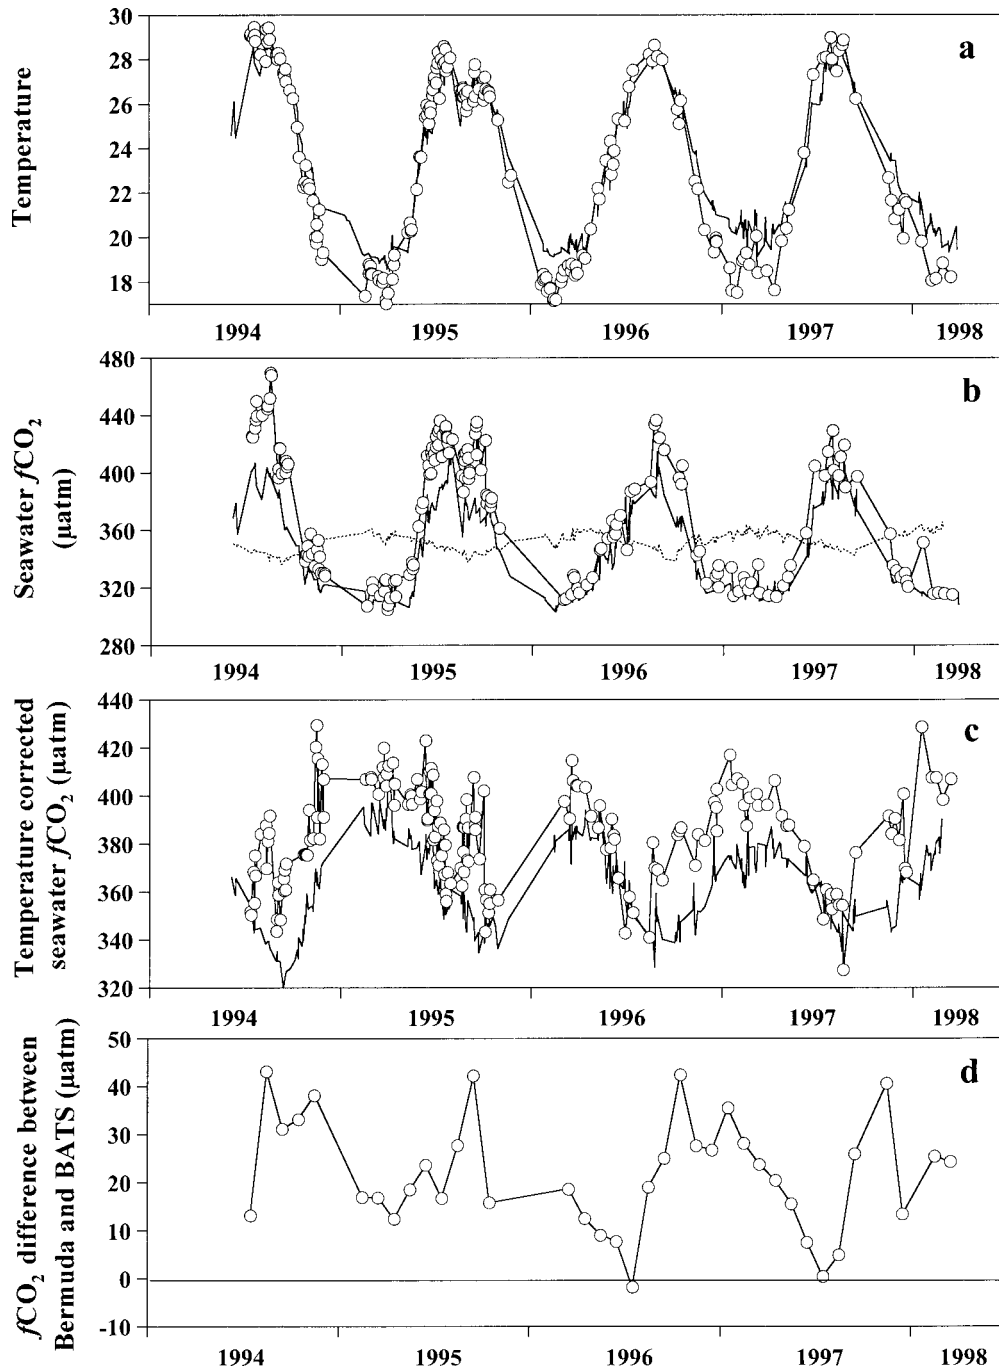 Temperature
30
28
26
24
22
20
18
a
1994 1995 1996 1997 1998
Seawater fCO₂
(µatm)
480
440
400
360
320
280
b
1994 1995 1996 1997 1998
Temperature corrected
seawater fCO₂ (µatm)
440
420
400
380
360
340
320
c
1994 1995 1996 1997 1998
fCO₂ difference between
Bermuda and BATS (µatm)
50
40
30
20
10
0
-10
d
1994 1995 1996 1997 1998